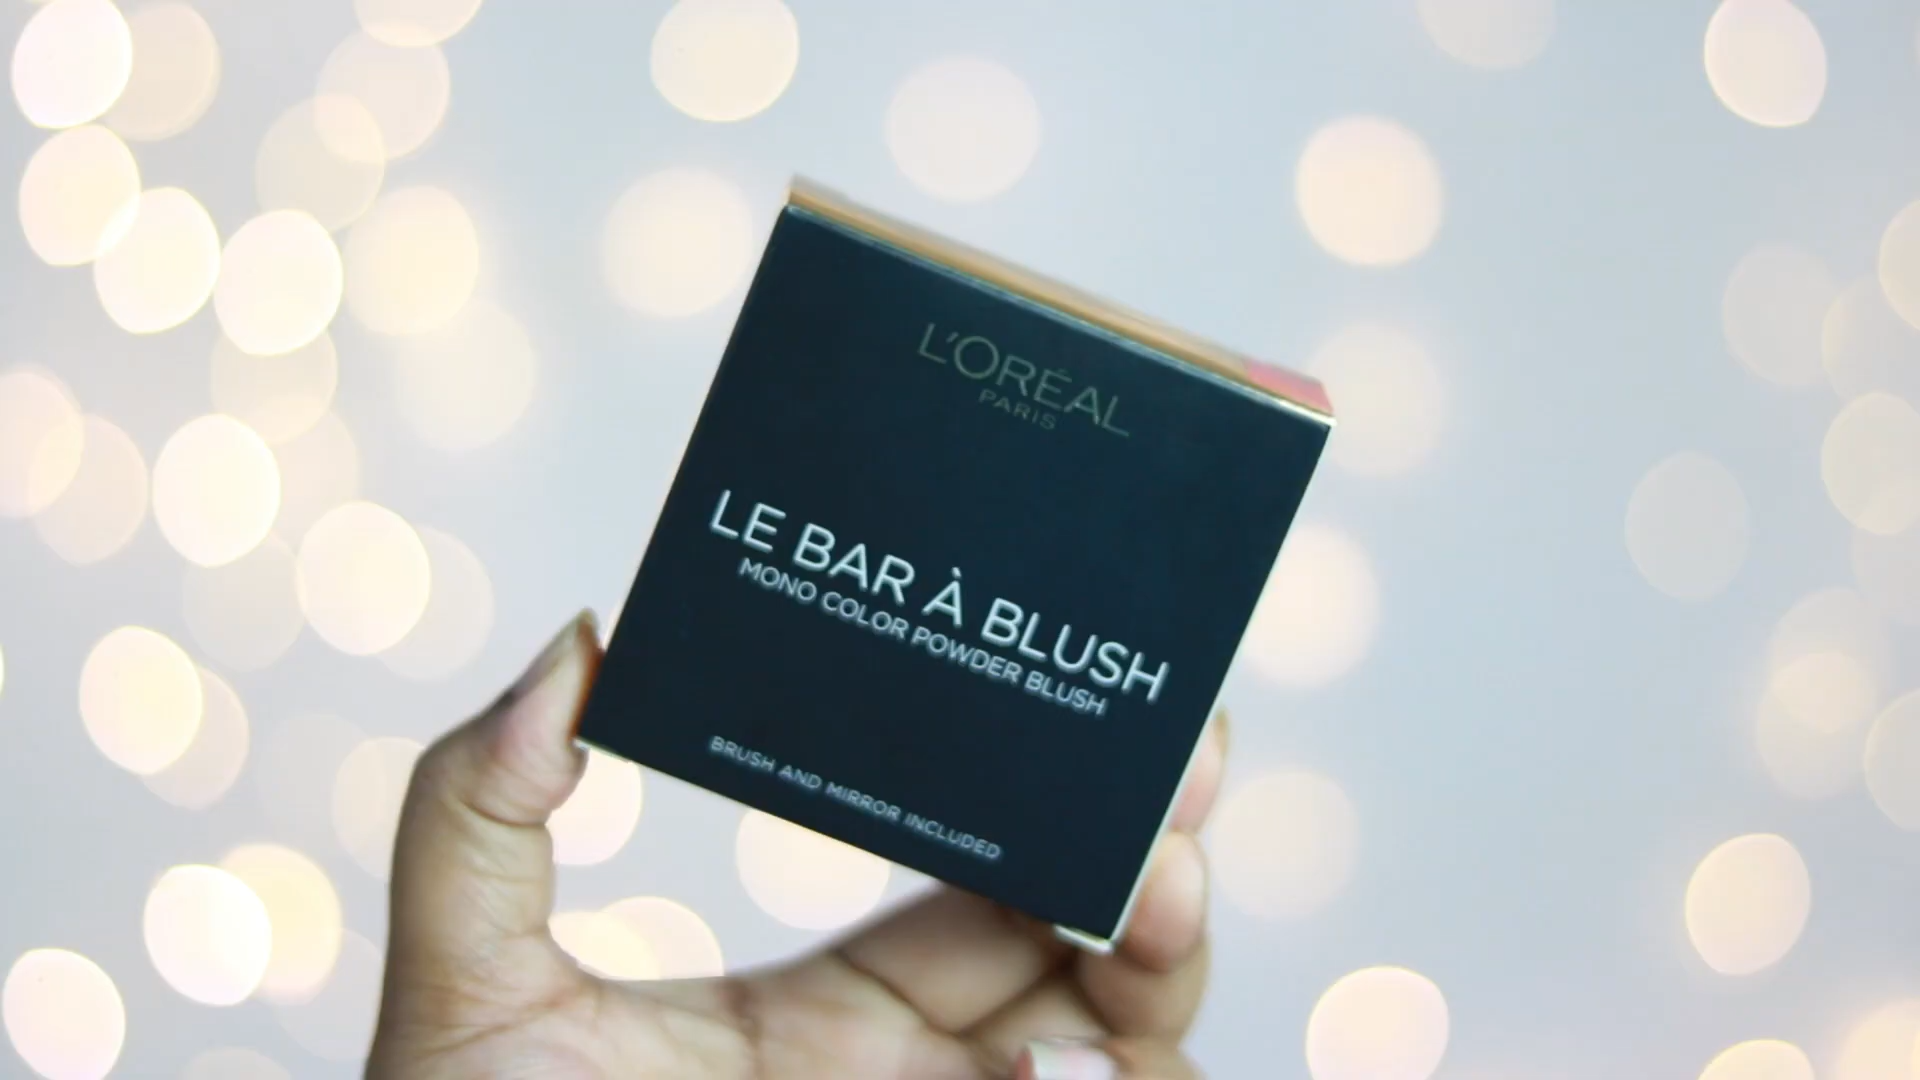 L'ORÉAL
PARIS
LE BAR À BLUSH
MONO COLOR POWDER BLUSH
BRUSH AND MIRROR INCLUDED